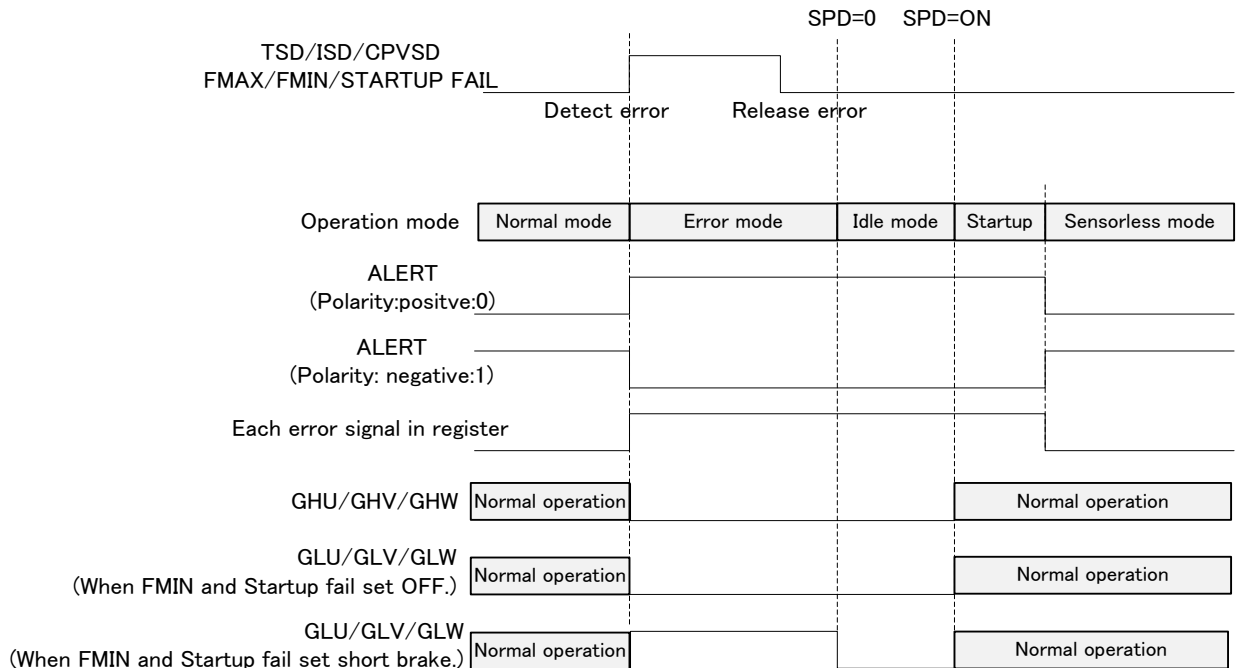 SPD=0 SPD=ON
TSD/ISD/CPVSD
FMAX/FMIN/STARTUP FAIL
Detect error Release error
Operation mode Normal mode Error mode Idle mode Startup Sensorless mode
ALERT
(Polarity:positve:0)
ALERT
(Polarity: negative:1)
Each error signal in register
GHU/GHV/GHW Normal operation Normal operation
GLU/GLV/GLW
(When FMIN and Startup fail set OFF.) Normal operation Normal operation
GLU/GLV/GLW
(When FMIN and Startup fail set short brake.) Normal operation Normal operation